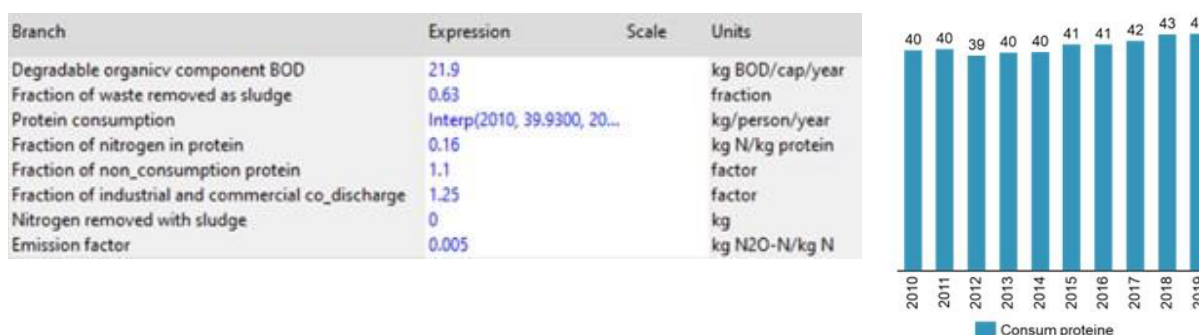 Branch Expression Scale Units
Degradable organicv component BOD 21.9 kg BOD/cap/year
Fraction of waste removed as sludge 0.63 fraction
Protein consumption Interp(2010, 39.9300, 20... kg/person/year
Fraction of nitrogen in protein 0.16 kg N/kg protein
Fraction of non_consumption protein 1.1 factor
Fraction of industrial and commercial co_discharge 1.25 factor
Nitrogen removed with sludge 0 kg
Emission factor 0.005 kg N2O-N/kg N
40 40 39 40 40 41 41 42 43
2010 2011 2012 2013 2014 2015 2016 2017 2018 2019
Consum proteine